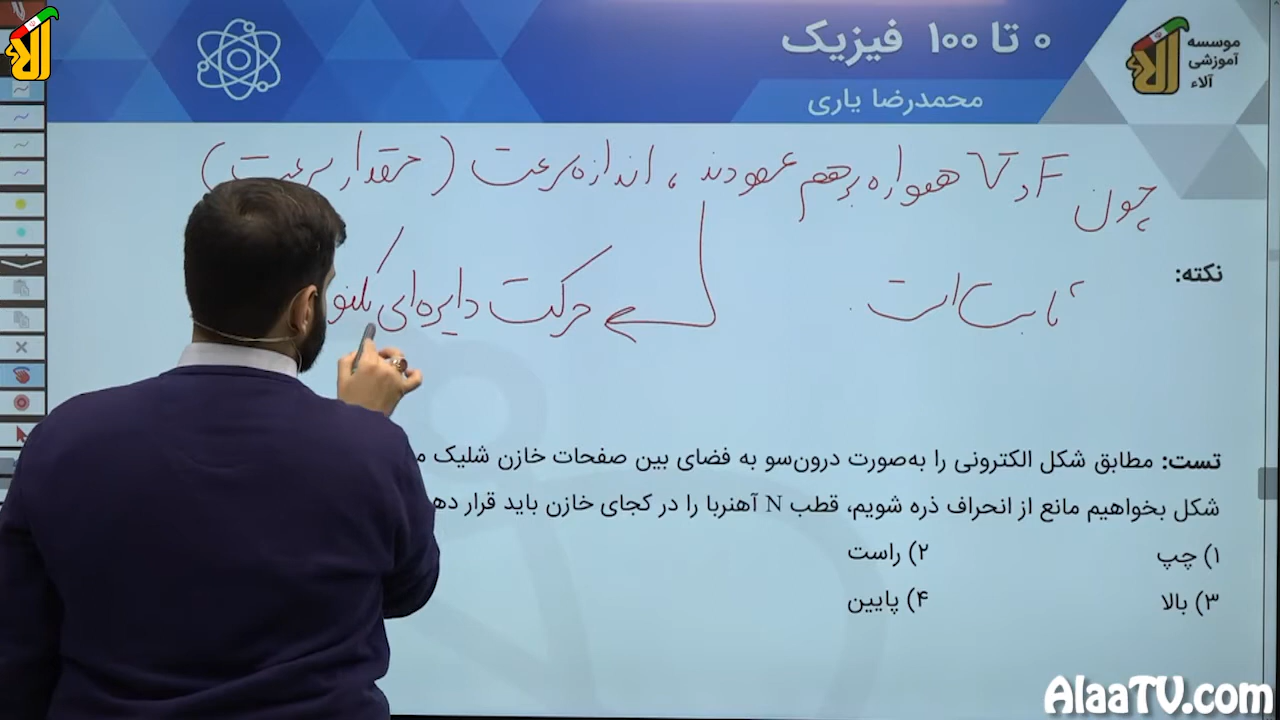 ۰ تا ۱۰۰ فیزیک
محمدرضا یاری
موسسه
آموزشی
آلاء
چون F و V همواره برهم عمودند ، اندازه سرعت ( مقدار سرعت )
نکته:
ثابت است .
حرکت دایره ای یکنو
تست: مطابق شکل الکترونی را به‌صورت درون‌سو به فضای بین صفحات خازن شلیک
شکل بخواهیم مانع از انحراف ذره شویم، قطب N آهنربا را در کجای خازن باید قرار
۱) چپ
۲) راست
۳) بالا
۴) پایین
AlaaTV.com